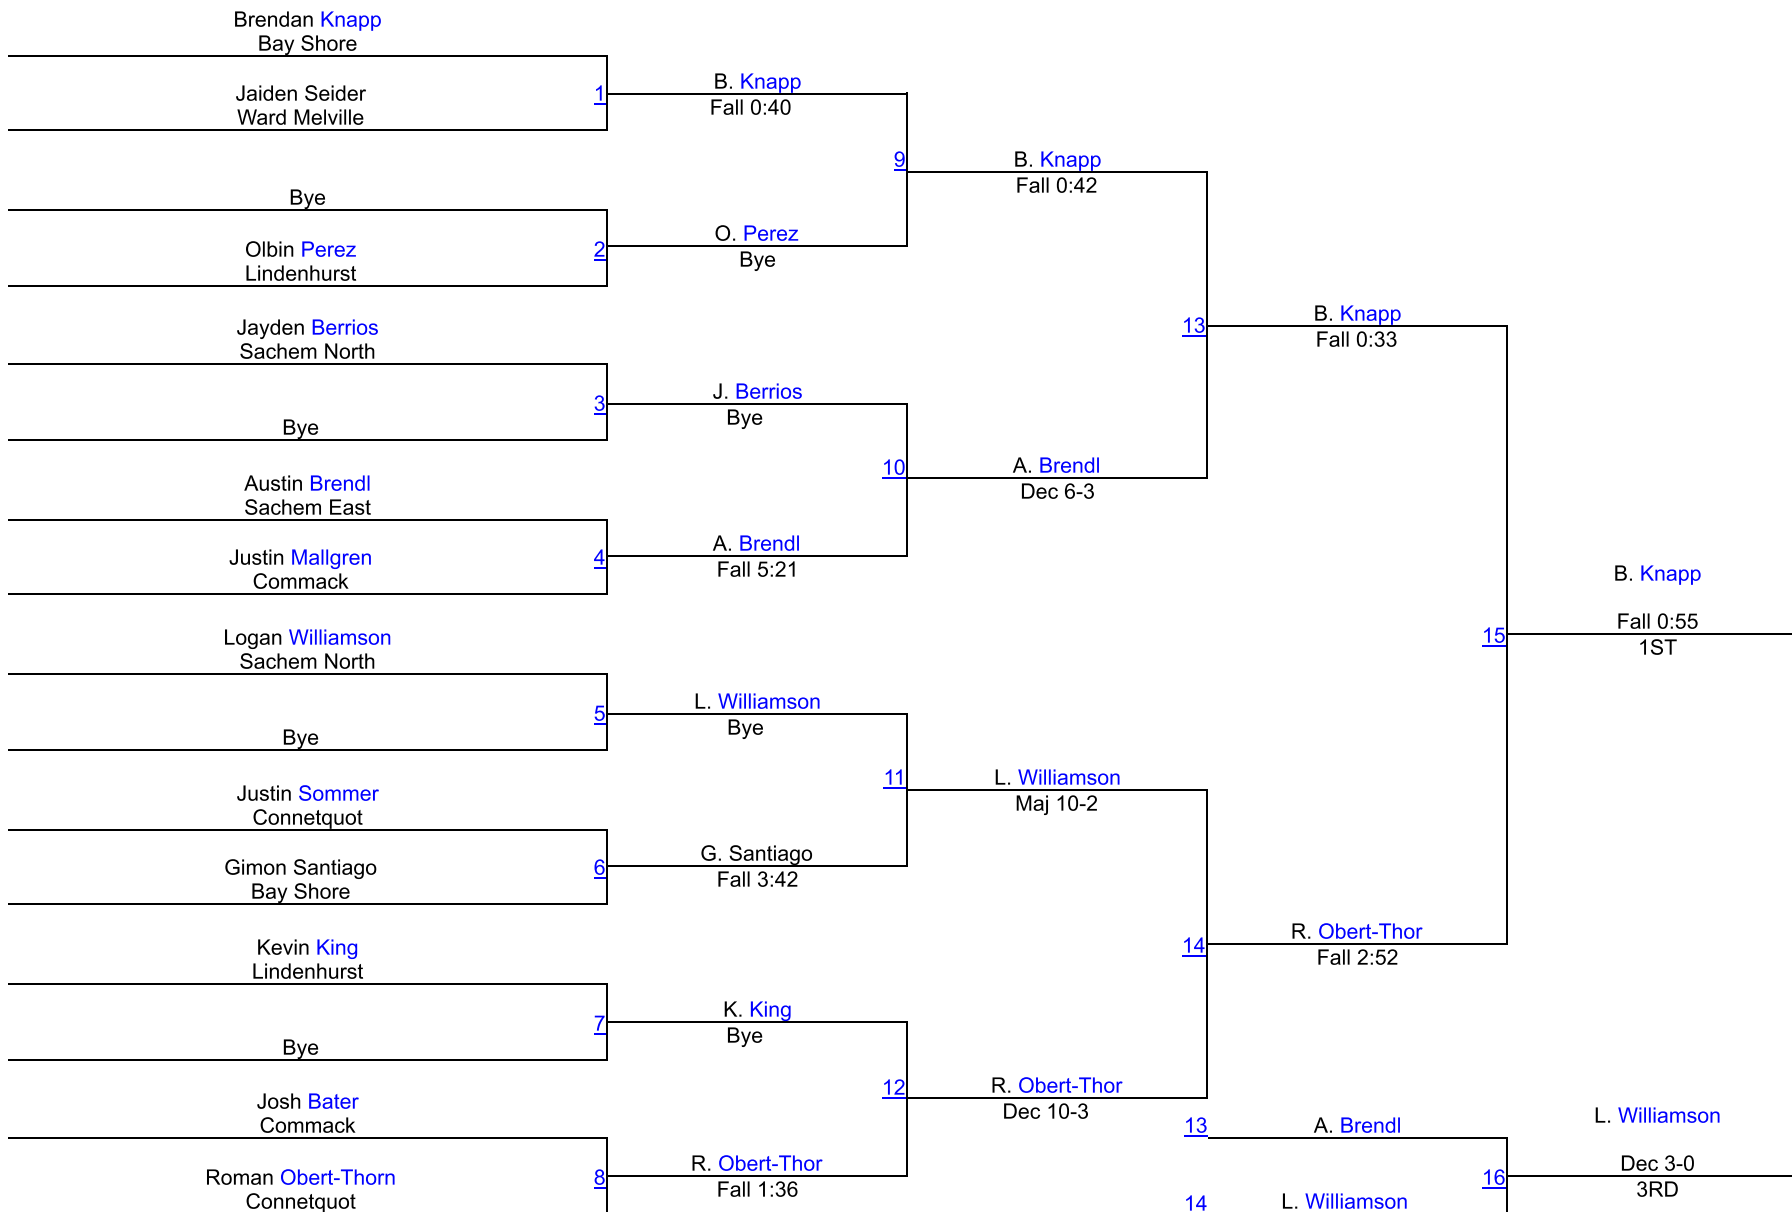 Brendan Knapp
Bay Shore
Jaiden Seider
Ward Melville
1
B. Knapp
Fall 0:40
Bye
Olbin Perez
Lindenhurst
2
O. Perez
Bye
9
B. Knapp
Fall 0:42
Jayden Berrios
Sachem North
Bye
3
J. Berrios
Bye
Austin Brendl
Sachem East
Justin Mallgren
Commack
4
A. Brendl
Fall 5:21
10
A. Brendl
Dec 6-3
13
B. Knapp
Fall 0:33
Logan Williamson
Sachem North
Bye
5
L. Williamson
Bye
Justin Sommer
Connetquot
Gimon Santiago
Bay Shore
6
G. Santiago
Fall 3:42
11
L. Williamson
Maj 10-2
Kevin King
Lindenhurst
Bye
7
K. King
Bye
Josh Bater
Commack
Roman Obert-Thorn
Connetquot
8
R. Obert-Thor
Fall 1:36
12
R. Obert-Thor
Dec 10-3
14
R. Obert-Thor
Fall 2:52
15
B. Knapp
Fall 0:55
1ST
13
A. Brendl
14
L. Williamson
16
L. Williamson
Dec 3-0
3RD